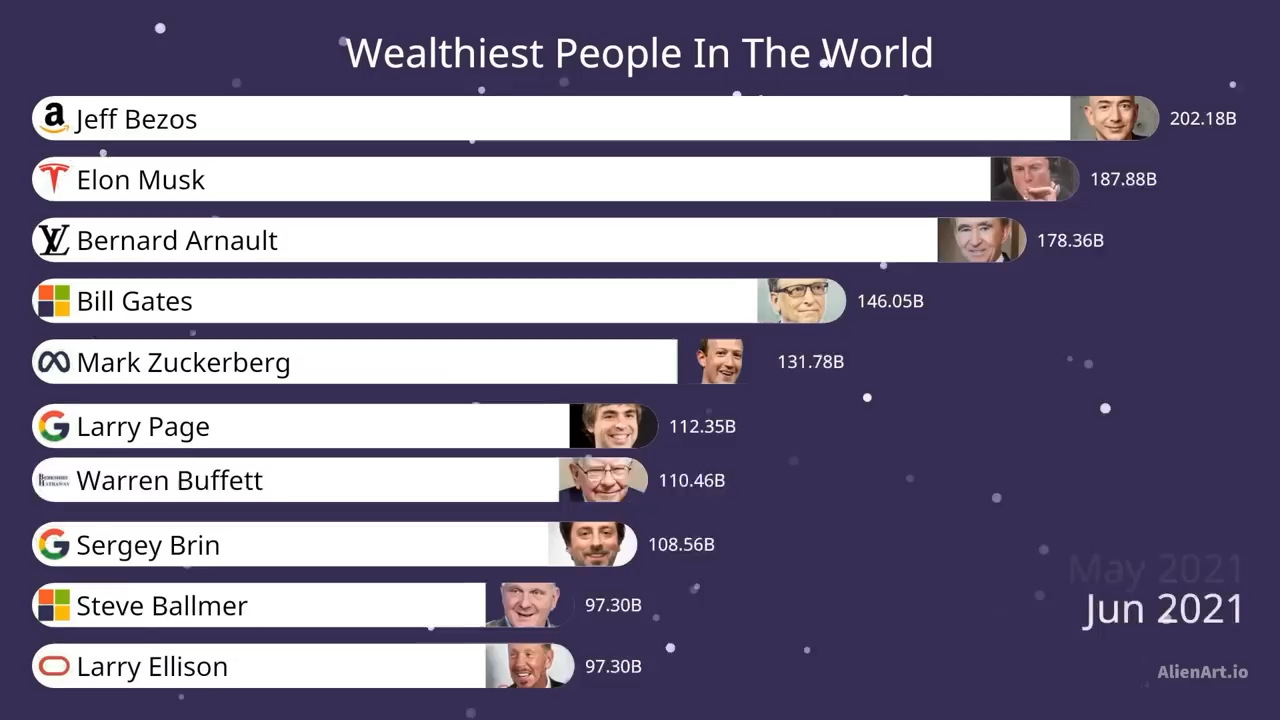 Wealthiest People In The World
Jeff Bezos 202.18B
Elon Musk 187.88B
Bernard Arnault 178.36B
Bill Gates 146.05B
Mark Zuckerberg 131.78B
Larry Page 112.35B
BERKSHIRE HATHAWAY Warren Buffett 110.46B
Sergey Brin 108.56B
Steve Ballmer 97.30B
Larry Ellison 97.30B
May 2021
Jun 2021
AlienArt.io